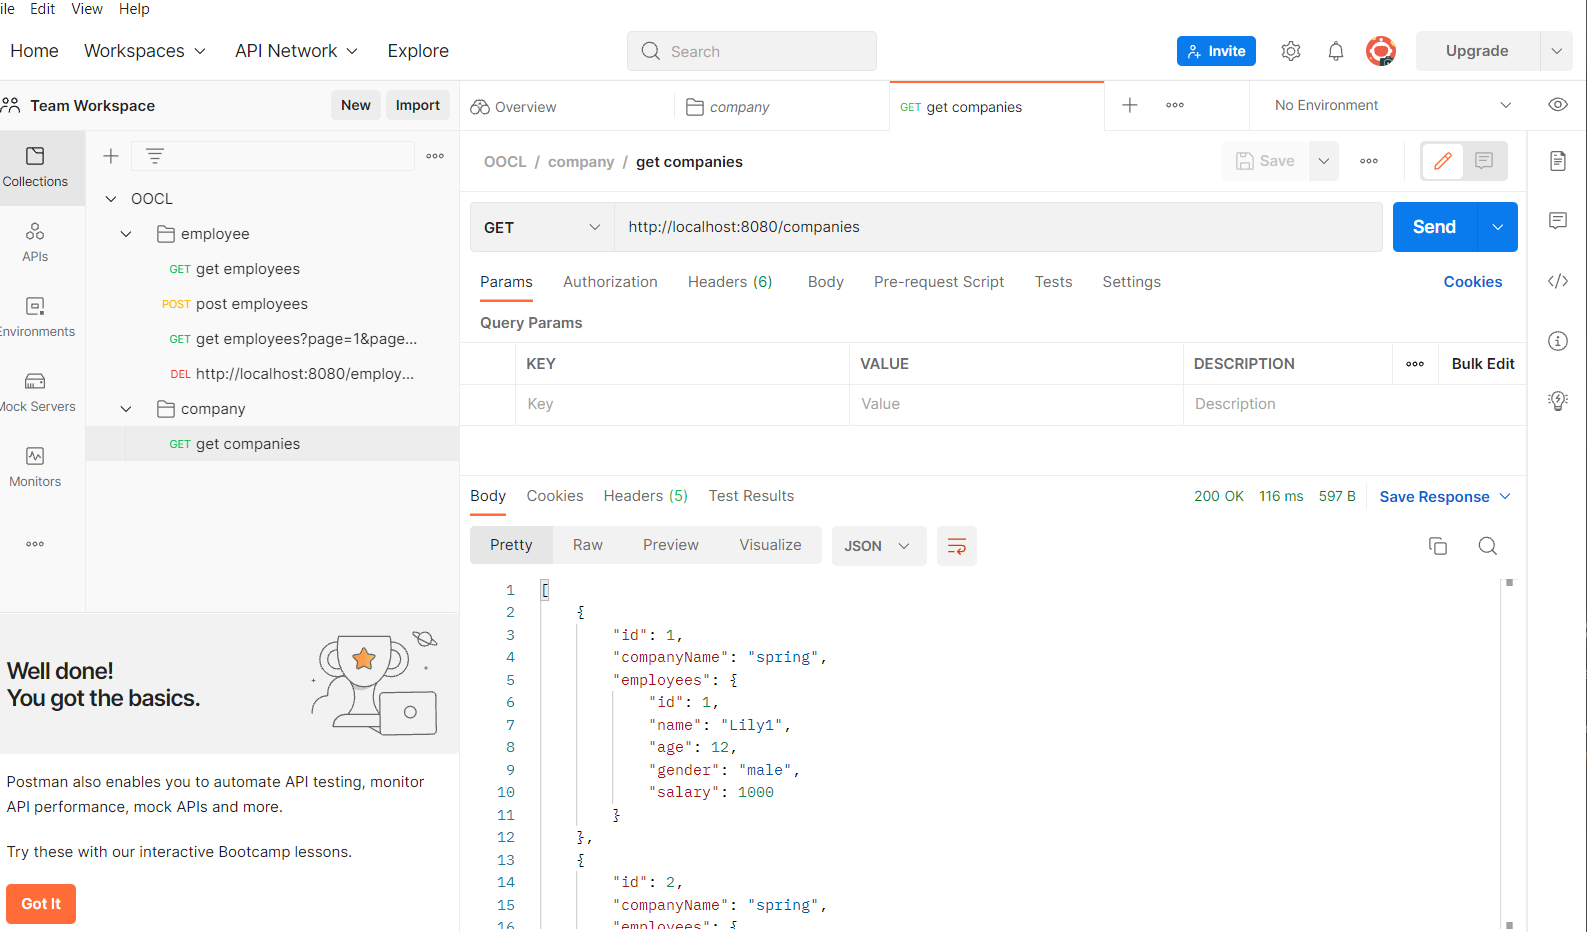 ile Edit View Help
Home Workspaces API Network Explore Search Invite Upgrade
Team Workspace New Import Overview company GET get companies No Environment
OOCL / company / get companies Save
Collections
OOCL
employee
GET http://localhost:8080/companies Send
APIs
GET get employees
Params Authorization Headers (6) Body Pre-request Script Tests Settings Cookies
POST post employees
Environments
Query Params
GET get employees?page=1&page...
KEY VALUE DESCRIPTION Bulk Edit
DEL http://localhost:8080/employ...
Mock Servers
company
Key Value Description
GET get companies
Monitors
Body Cookies Headers (5) Test Results 200 OK 116 ms 597 B Save Response
Pretty Raw Preview Visualize JSON
1 [
2 {
3 "id": 1,
4 "companyName": "spring",
5 "employees": {
6 "id": 1,
7 "name": "Lily1",
8 "age": 12,
9 "gender": "male",
10 "salary": 1000
11 }
12 },
13 {
14 "id": 2,
15 "companyName": "spring",
16 "employees": {
Well done!
You got the basics.
Postman also enables you to automate API testing, monitor
API performance, mock APIs and more.
Try these with our interactive Bootcamp lessons.
Got It